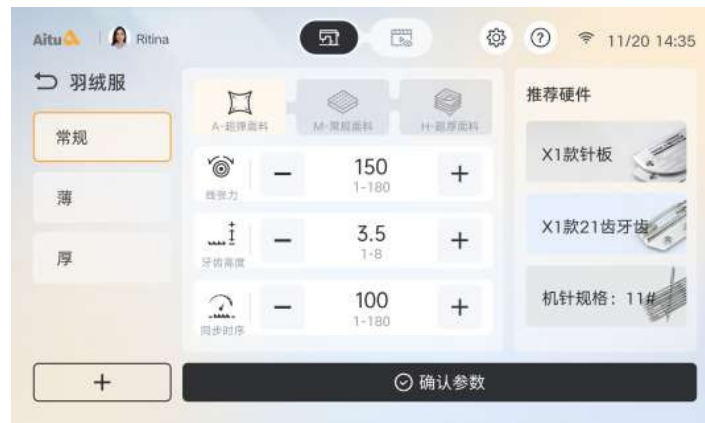 Aitu
Ritina
11/20 14:35
羽绒服
常规
薄
厚
+
A-超弹面料
M-常规面料
H-超厚面料
线张力
−
150
1-180
+
牙齿高度
−
3.5
1-8
+
同步时序
−
100
1-180
+
确认参数
推荐硬件
X1款针板
X1款21齿牙齿
机针规格：11#